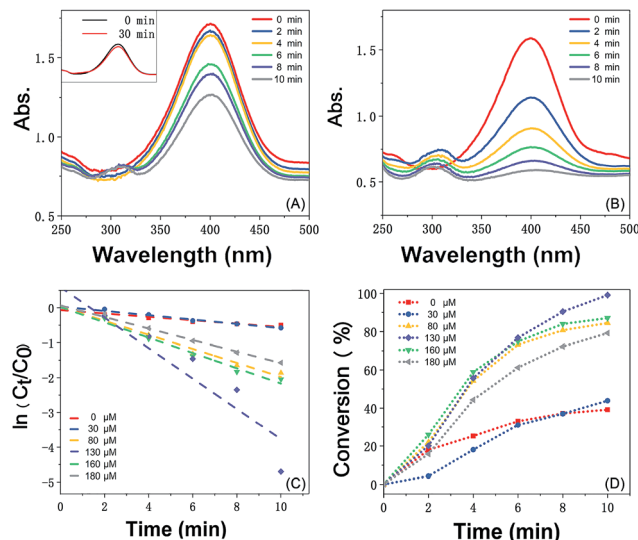 0 min
30 min
0 min
2 min
4 min
6 min
8 min
10 min
1.5
1.0
0.5
Abs.
(A)
250 300 350 400 450 500
Wavelength (nm)
0 min
2 min
4 min
6 min
8 min
10 min
1.5
1.0
0.5
Abs.
(B)
250 300 350 400 450 500
Wavelength (nm)
0
−1
−2
−3
−4
−5
ln (Ct/C0)
0 μM
30 μM
80 μM
130 μM
160 μM
180 μM
(C)
0 2 4 6 8 10
Time (min)
100
80
60
40
20
0
Conversion (%)
0 μM
30 μM
80 μM
130 μM
160 μM
180 μM
(D)
0 2 4 6 8 10
Time (min)